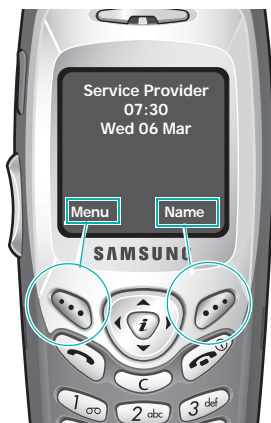 Service Provider
07:30
Wed 06 Mar
Menu Name
SAMSUNG
i
C
1 2 abc 3 def